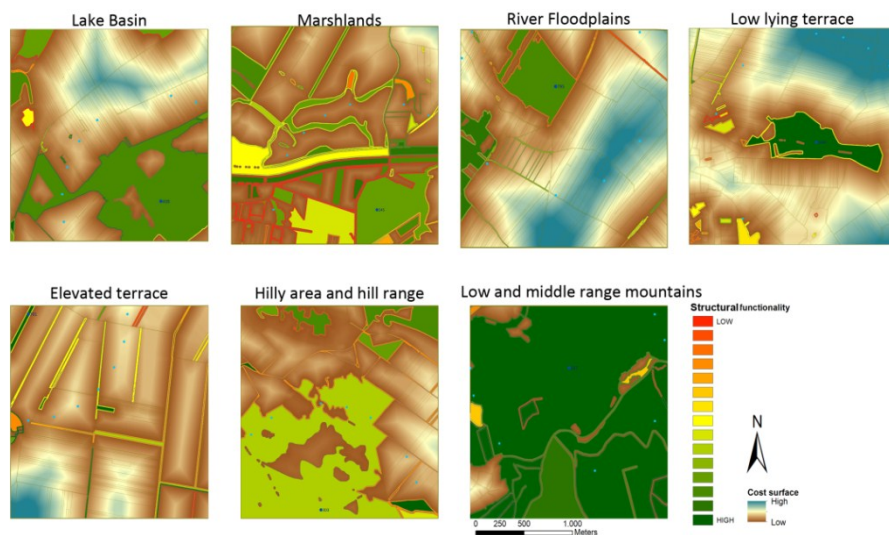 Lake Basin
Marshlands
River Floodplains
Low lying terrace
Elevated terrace
Hilly area and hill range
Low and middle range mountains
Structural functionality
LOW
HIGH
N
Cost surface
High
Low
0 250 500 1.000
Meters